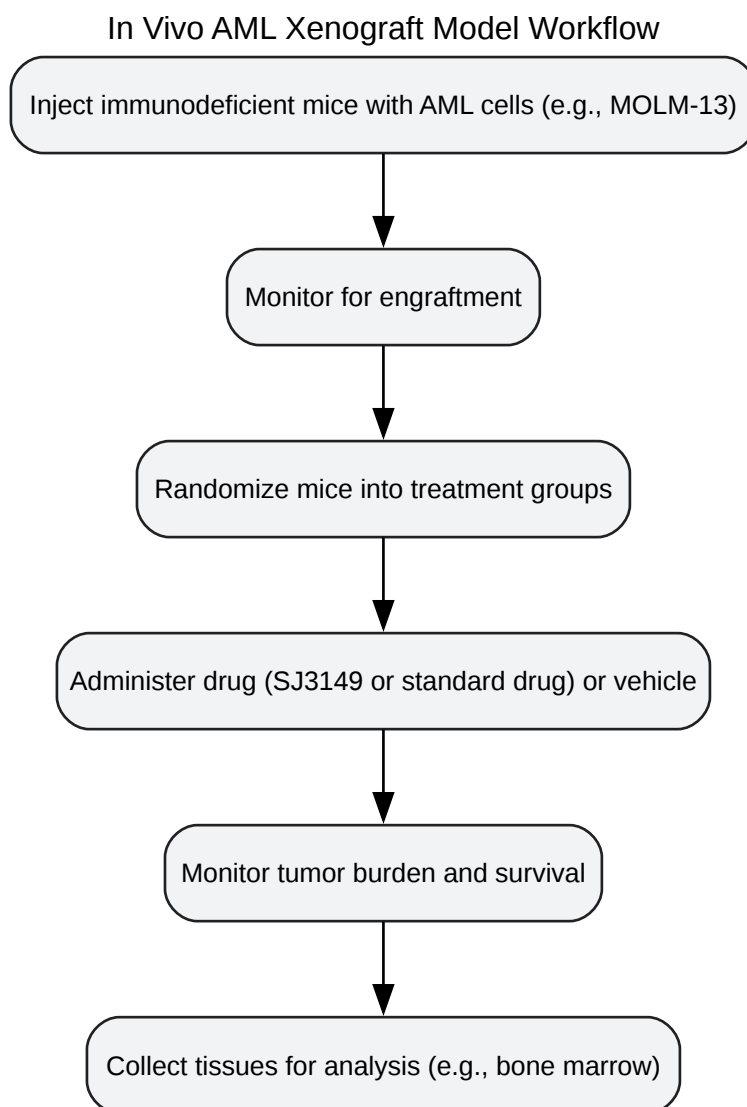 In Vivo AML Xenograft Model Workflow
Inject immunodeficient mice with AML cells (e.g., MOLM-13)
Monitor for engraftment
Randomize mice into treatment groups
Administer drug (SJ3149 or standard drug) or vehicle
Monitor tumor burden and survival
Collect tissues for analysis (e.g., bone marrow)